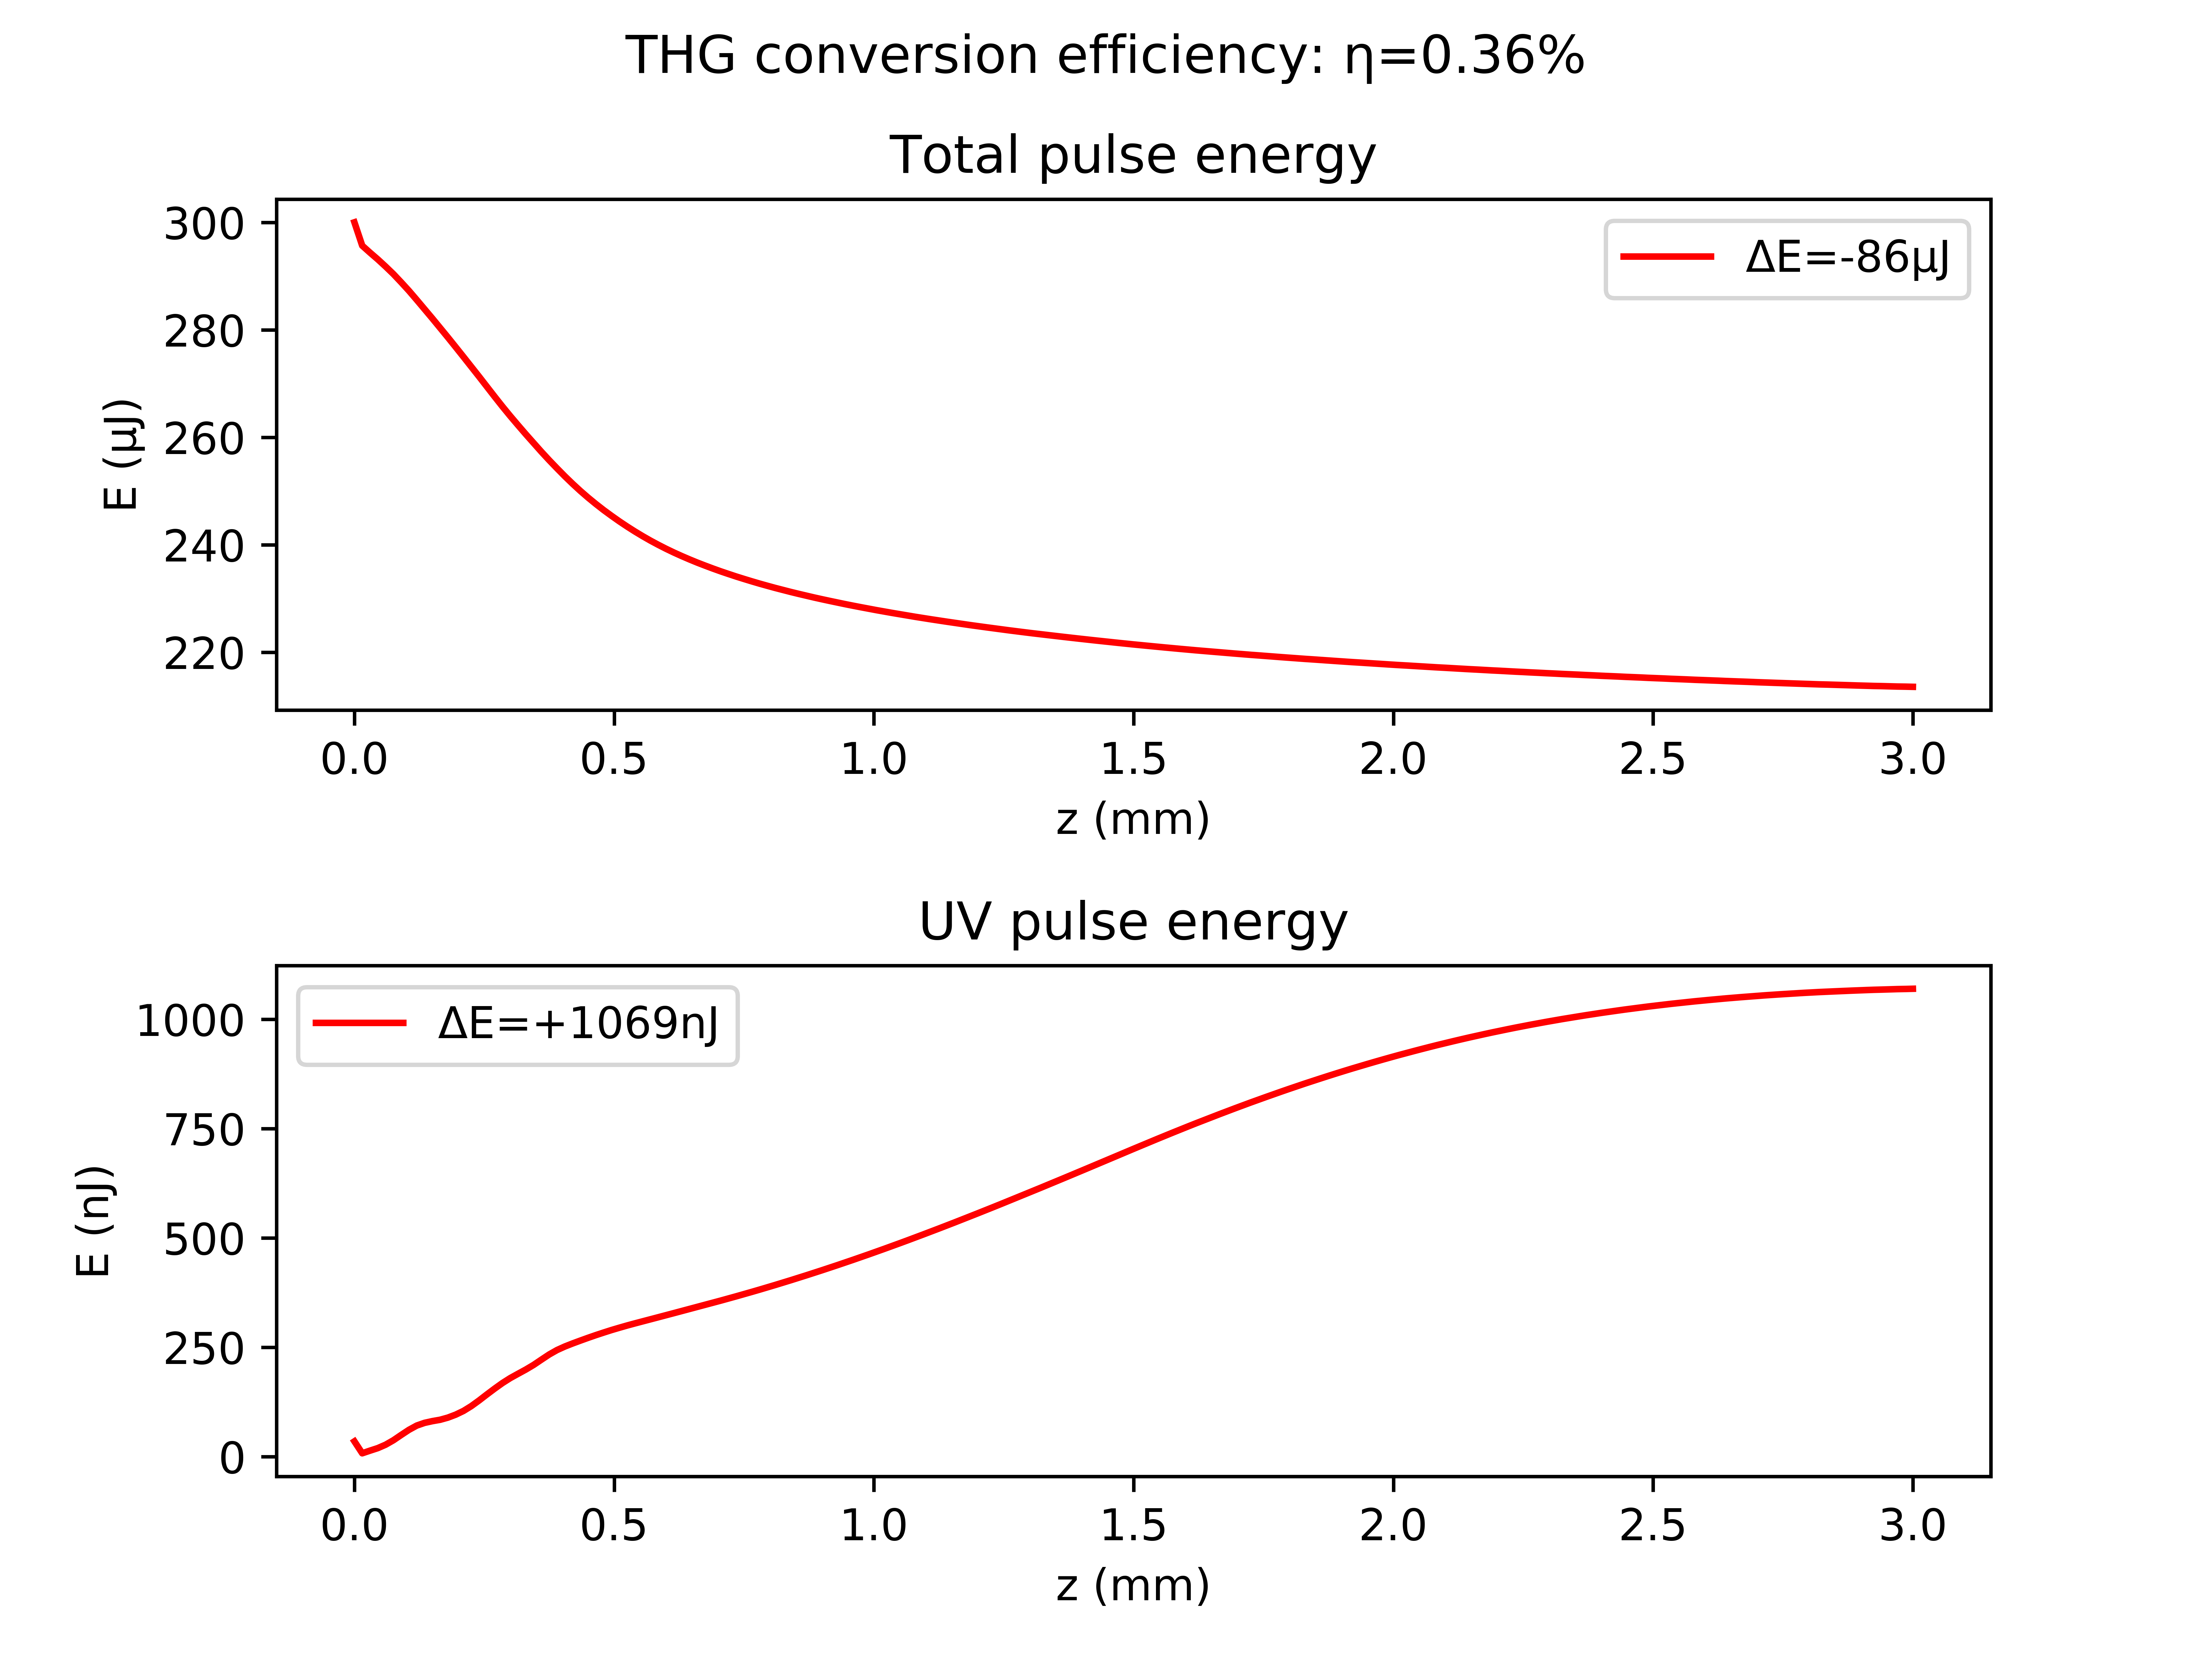 THG conversion efficiency: η=0.36%
Total pulse energy
ΔE=-86μJ
E (μJ)
300
280
260
240
220
0.0 0.5 1.0 1.5 2.0 2.5 3.0
z (mm)
UV pulse energy
ΔE=+1069nJ
E (nJ)
1000
750
500
250
0
0.0 0.5 1.0 1.5 2.0 2.5 3.0
z (mm)